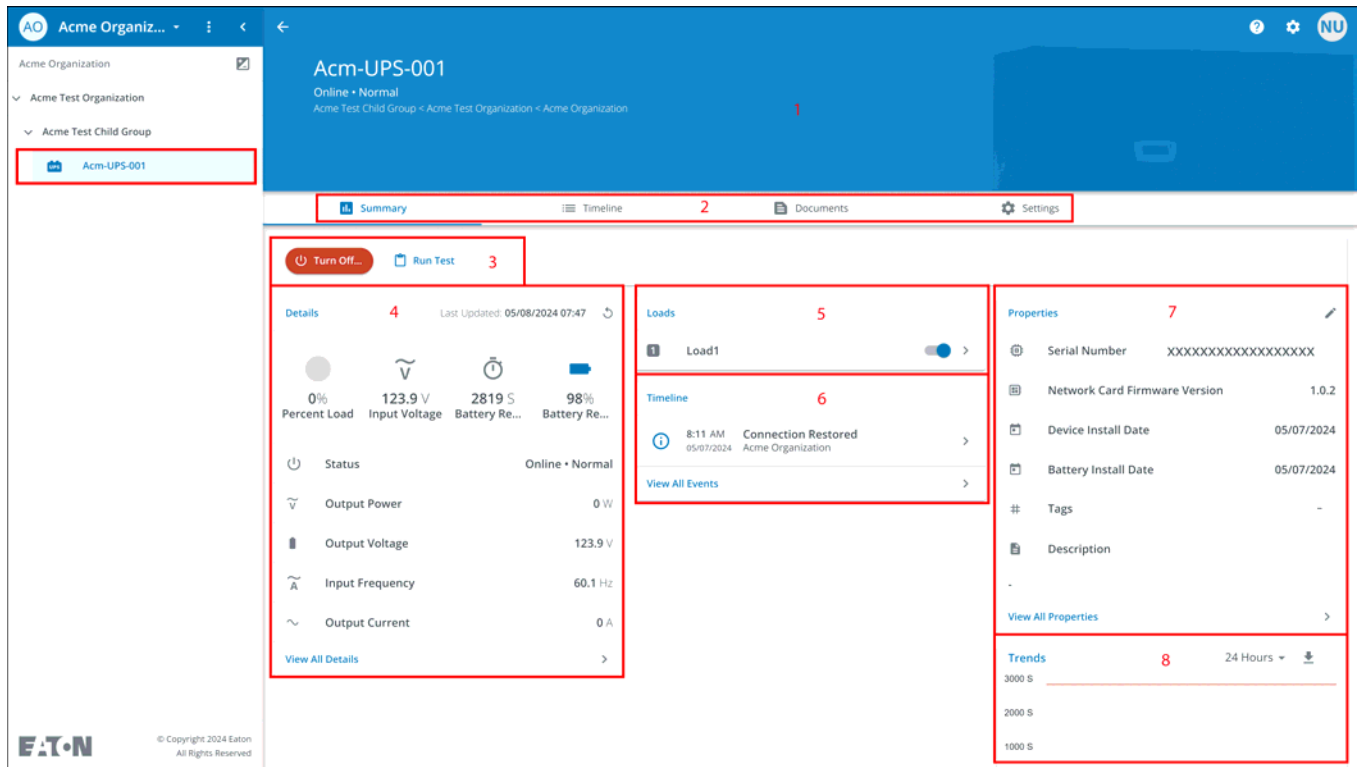 AO Acme Organiz...
NU
Acme Organization
Acme Test Organization
Acme Test Child Group
UPS Acm-UPS-001
Acm-UPS-001
Online • Normal
Acme Test Child Group < Acme Test Organization < Acme Organization
1
Summary Timeline 2 Documents Settings
Turn Off... Run Test 3
Details 4 Last Updated: 05/08/2024 07:47
V
0% 123.9 V 2819 S 98%
Percent Load Input Voltage Battery Re... Battery Re...
Status Online • Normal
V Output Power 0 W
Output Voltage 123.9 V
A Input Frequency 60.1 Hz
Output Current 0 A
View All Details
Loads 5
1 Load1
Timeline 6
8:11 AM Connection Restored
05/07/2024 Acme Organization
View All Events
Properties 7
Serial Number XXXXXXXXXXXXXXXXXX
Network Card Firmware Version 1.0.2
Device Install Date 05/07/2024
Battery Install Date 05/07/2024
# Tags -
Description
-
View All Properties
Trends 8 24 Hours
3000 S
2000 S
1000 S
EATON
© Copyright 2024 Eaton
All Rights Reserved